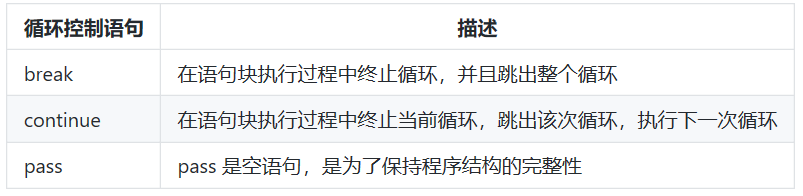 循环控制语句 描述
break 在语句块执行过程中终止循环，并且跳出整个循环
continue 在语句块执行过程中终止当前循环，跳出该次循环，执行下一次循环
pass pass 是空语句，是为了保持程序结构的完整性